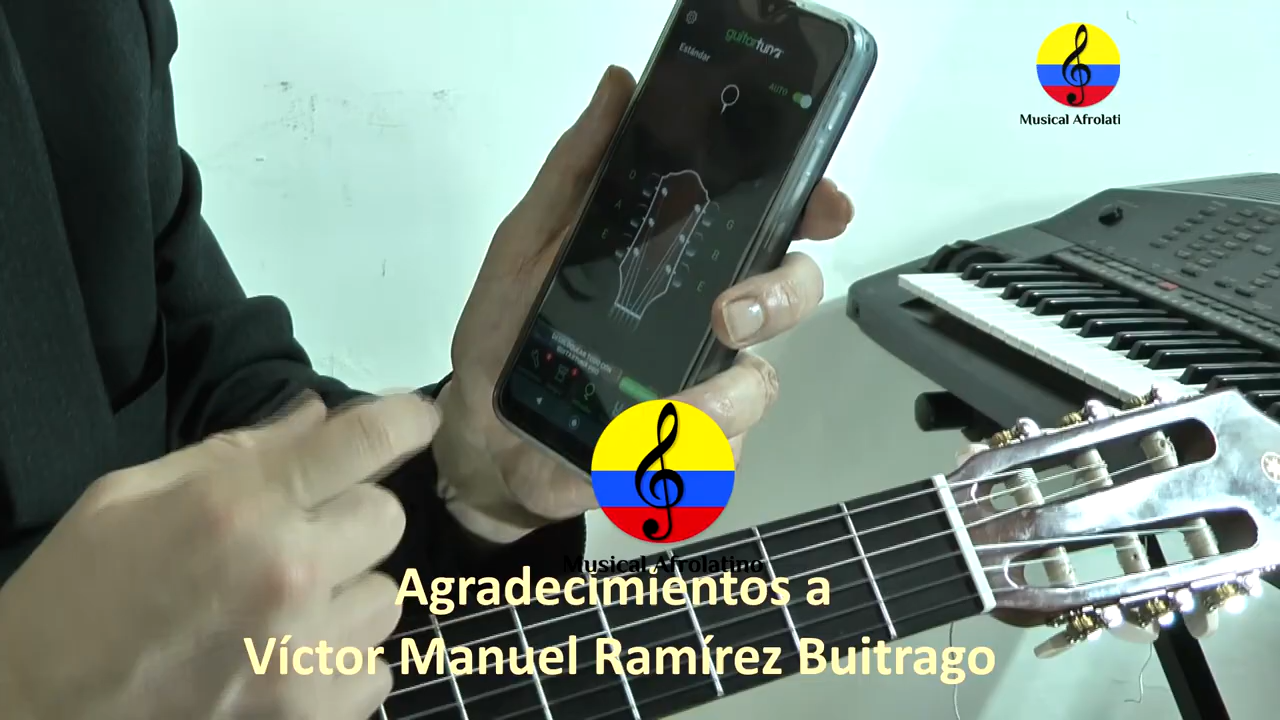 guitartuna
Estándar
AUTO
Musical Afrolati
D
A
E
G
B
E
Musical Afrolatino
Agradecimientos a
Víctor Manuel Ramírez Buitrago